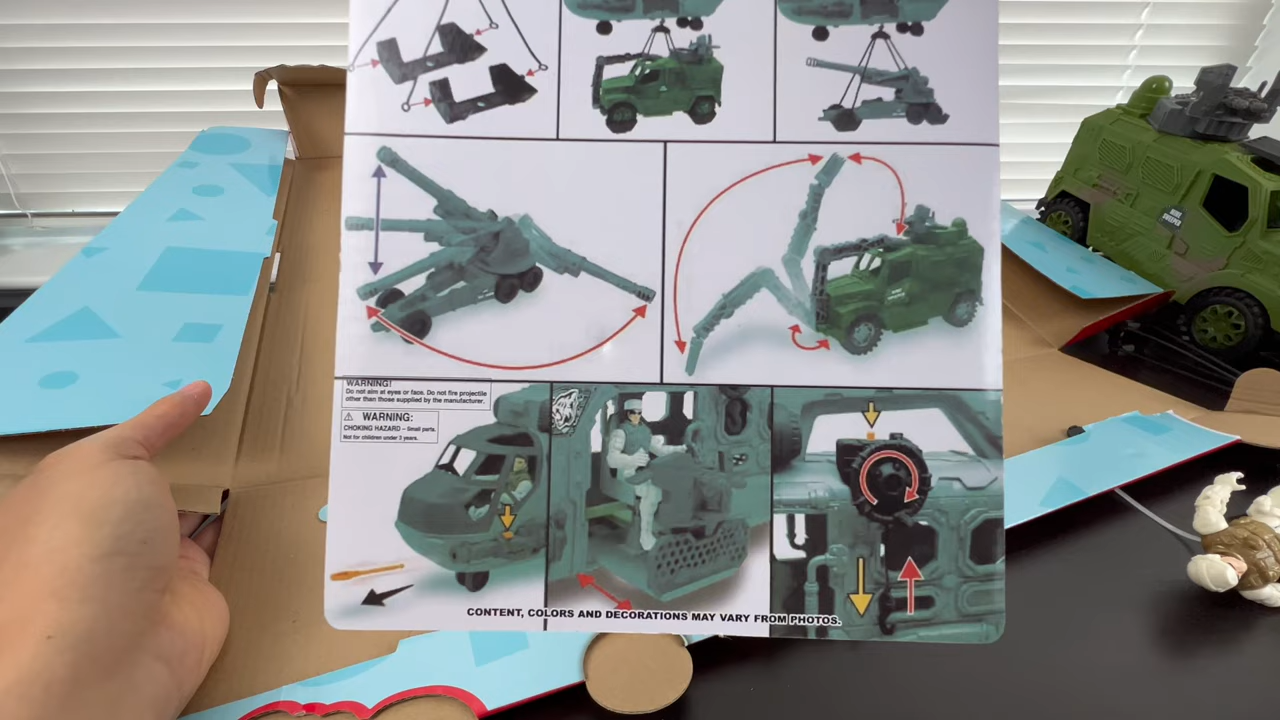 MINE
SWEEPER
WARNING!
Do not aim at eyes or face. Do not fire projectile
other than those supplied by the manufacturer.
⚠ WARNING:
CHOKING HAZARD – Small parts.
Not for children under 3 years.
CONTENT, COLORS AND DECORATIONS MAY VARY FROM PHOTOS.